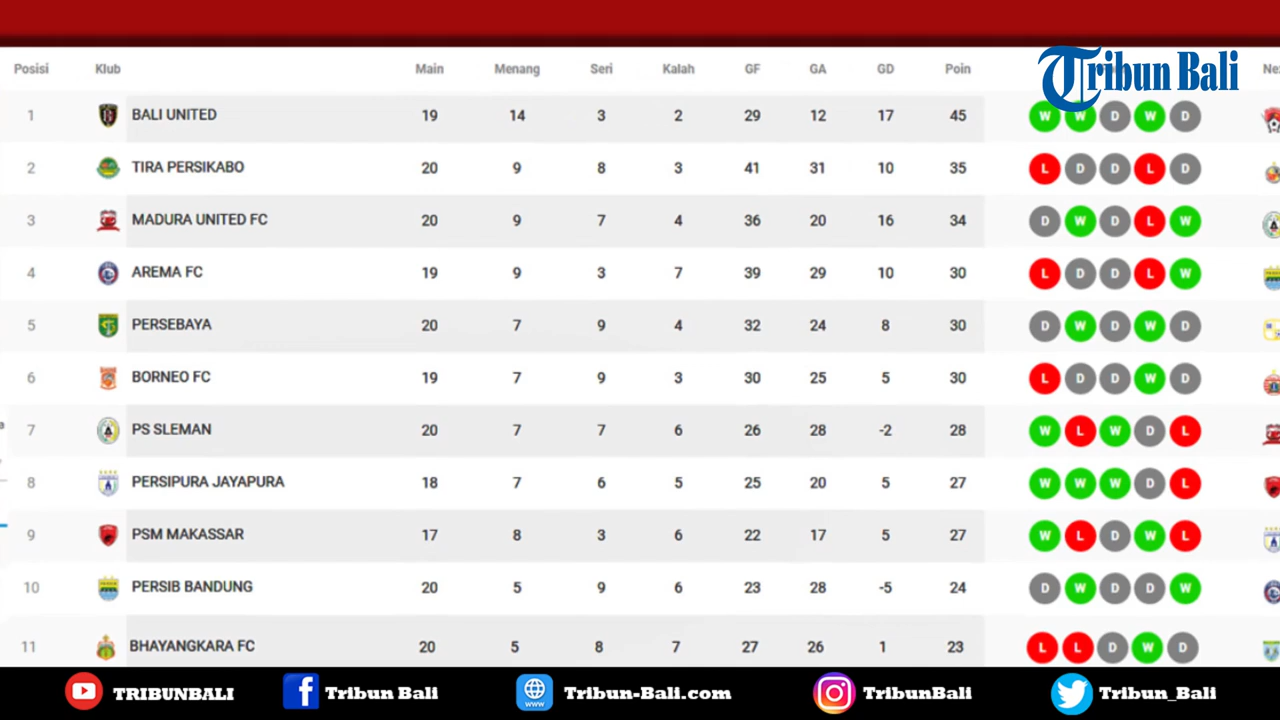 Posisi Klub Main Menang Seri Kalah GF GA GD Poin
Tribun Bali
1 BALI UNITED 19 14 3 2 29 12 17 45 W W D W D
2 TIRA PERSIKABO 20 9 8 3 41 31 10 35 L D D L D
3 MADURA UNITED FC 20 9 7 4 36 20 16 34 D W D L W
4 AREMA FC 19 9 3 7 39 29 10 30 L D D L W
5 PERSEBAYA 20 7 9 4 32 24 8 30 D W D W D
6 BORNEO FC 19 7 9 3 30 25 5 30 L D D W D
7 PS SLEMAN 20 7 7 6 26 28 -2 28 W L W D L
8 PERSIPURA JAYAPURA 18 7 6 5 25 20 5 27 W W W D L
9 PSM MAKASSAR 17 8 3 6 22 17 5 27 W L D W L
10 PERSIB BANDUNG 20 5 9 6 23 28 -5 24 D W D D W
11 BHAYANGKARA FC 20 5 8 7 27 26 1 23 L L D W D
TRIBUNBALI Tribun Bali www Tribun-Bali.com TribunBali Tribun_Bali